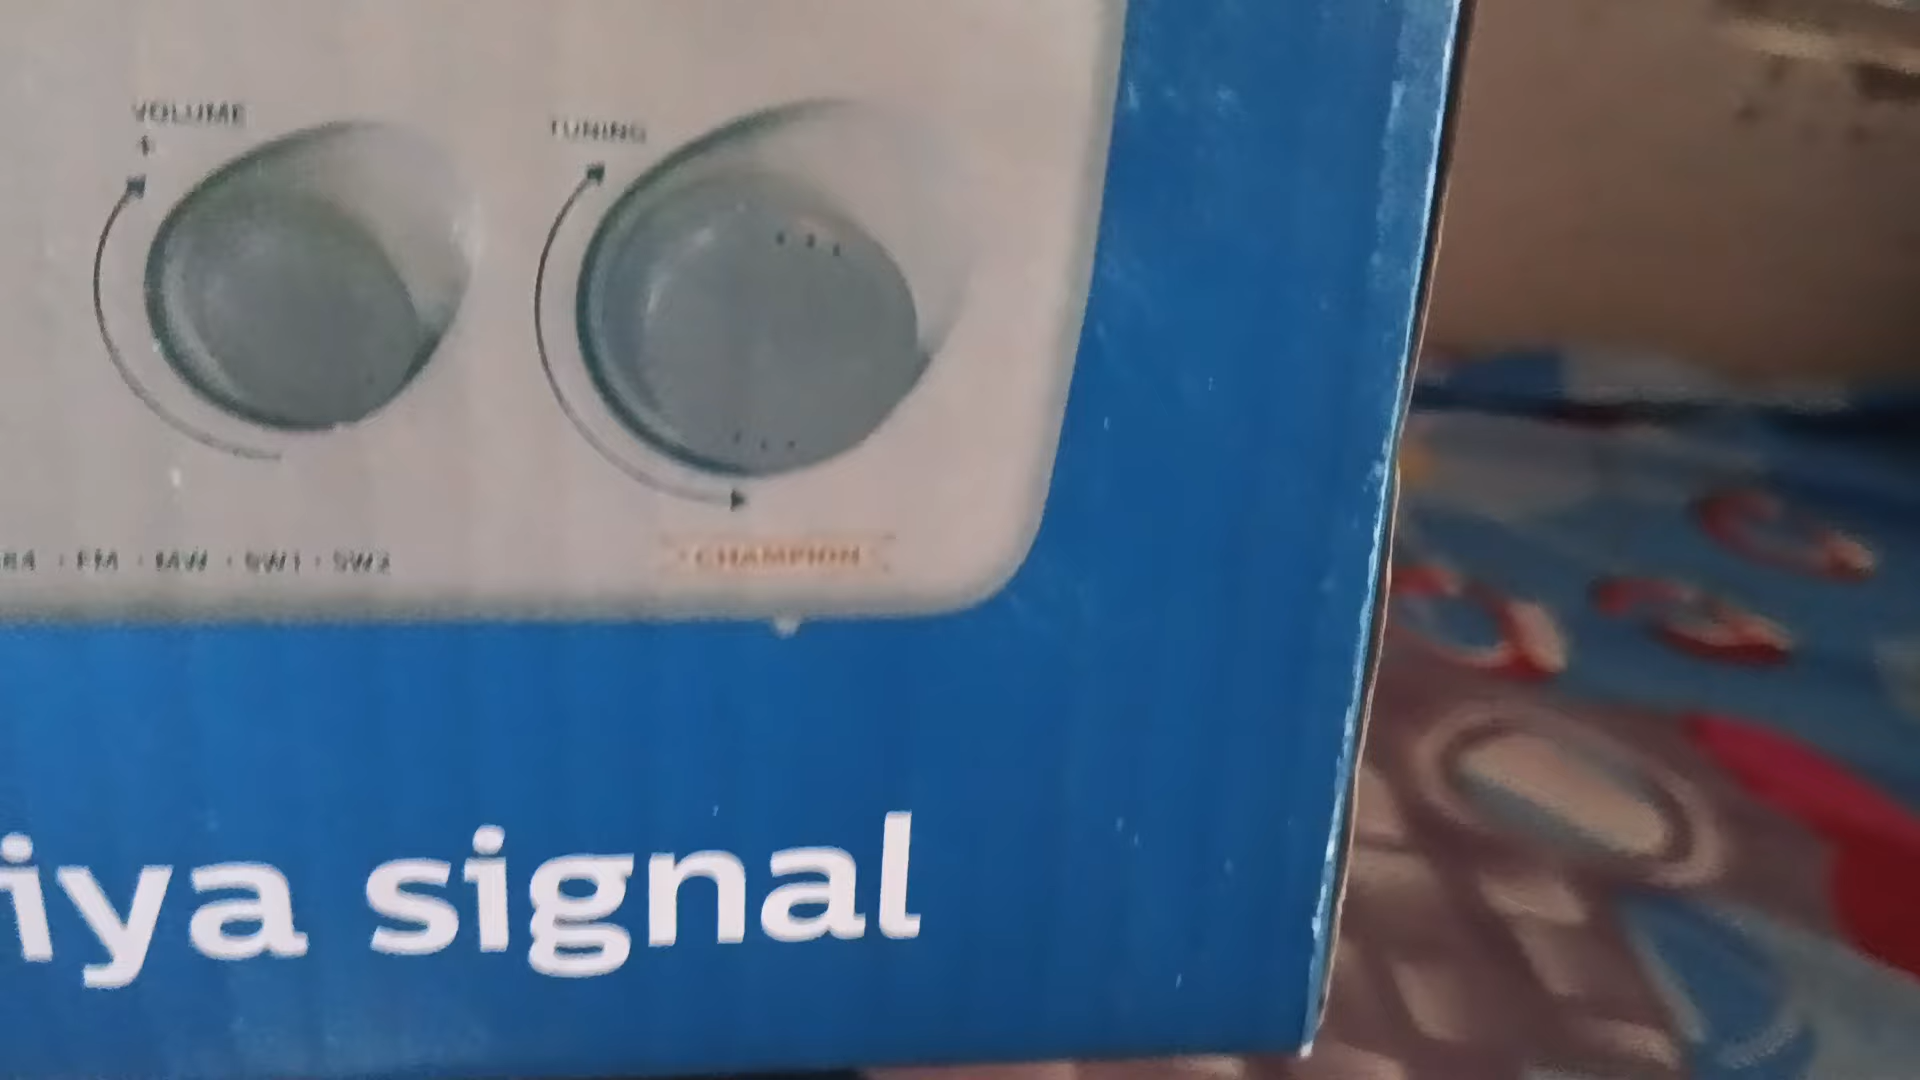 VOLUME
TUNING
FM · MW · SW1 · SW2
CHAMPION
iya signal